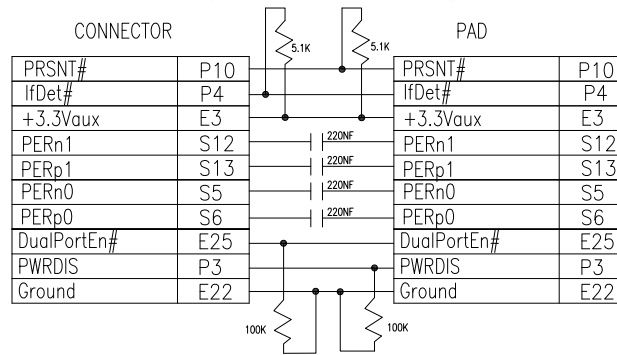 CONNECTOR PAD
5.1K 5.1K
PRSNT# P10 PRSNT# P10
IfDet# P4 IfDet# P4
+3.3Vaux E3 +3.3Vaux E3
PERn1 S12 220NF PERn1 S12
PERp1 S13 220NF PERp1 S13
PERn0 S5 220NF PERn0 S5
PERp0 S6 220NF PERp0 S6
DualPortEn# E25 DualPortEn# E25
PWRDIS P3 PWRDIS P3
Ground E22 Ground E22
100K 100K